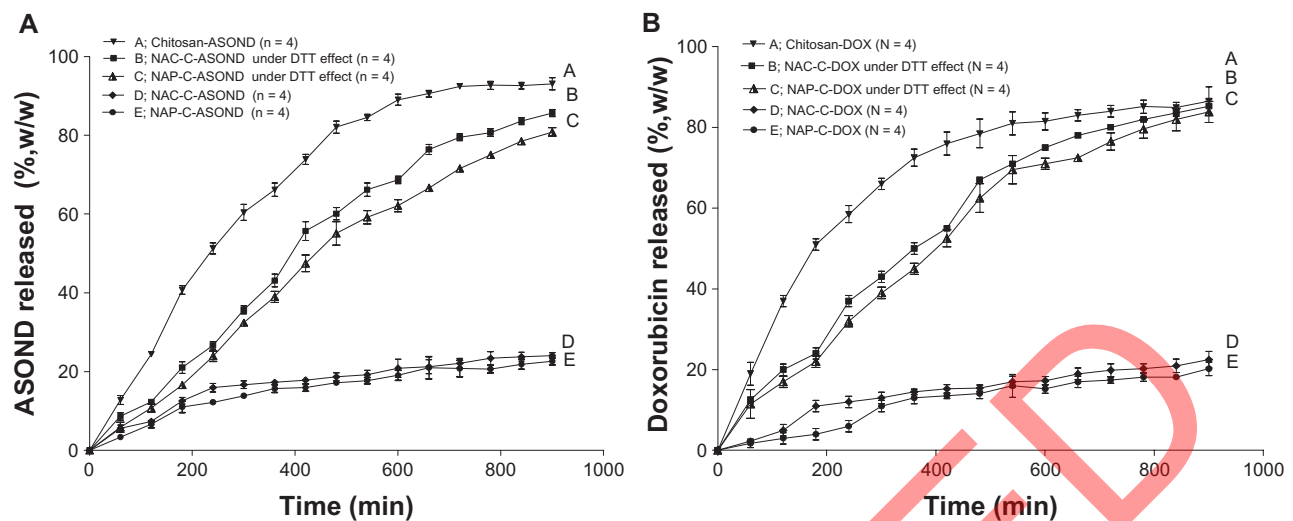 A
A; Chitosan-ASOND (n = 4)
B; NAC-C-ASOND under DTT effect (n = 4)
C; NAP-C-ASOND under DTT effect (n = 4)
D; NAC-C-ASOND (n = 4)
E; NAP-C-ASOND (n = 4)
ASOND released (%,w/w)
100
80
60
40
20
0
A
B
C
D
E
0
200
400
600
800
1000
Time (min)
B
A; Chitosan-DOX (N = 4)
B; NAC-C-DOX under DTT effect (N = 4)
C; NAP-C-DOX under DTT effect (N = 4)
D; NAC-C-DOX (N = 4)
E; NAP-C-DOX (N = 4)
Doxorubicin released (%,w/w)
100
80
60
40
20
0
A
B
C
D
E
0
200
400
600
800
1000
Time (min)